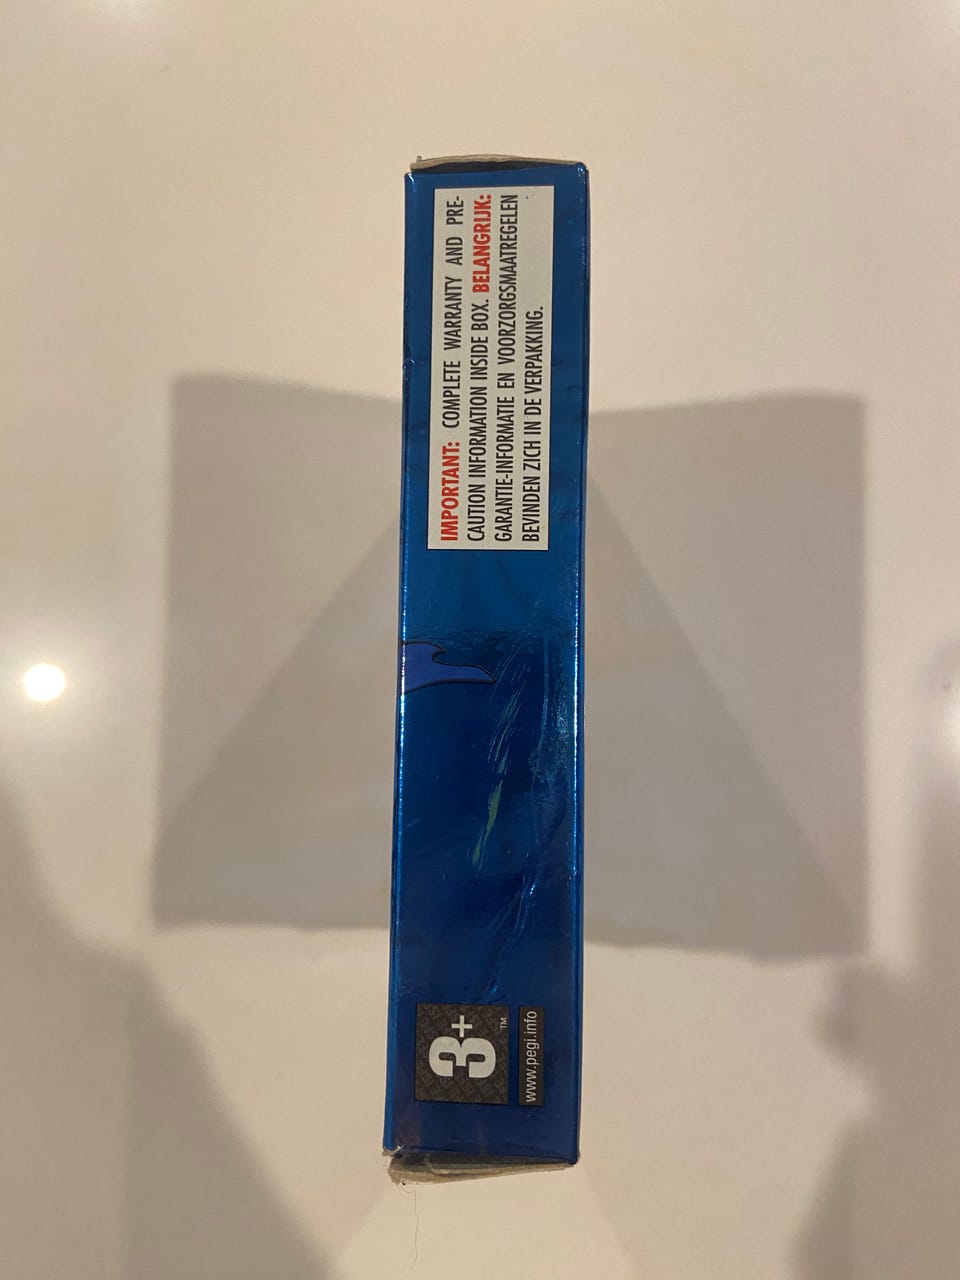 IMPORTANT: COMPLETE WARRANTY AND PRE-
CAUTION INFORMATION INSIDE BOX. BELANGRIJK:
GARANTIE-INFORMATIE EN VOORZORGSMAATREGELEN
BEVINDEN ZICH IN DE VERPAKKING.
3+
TM
www.pegi.info